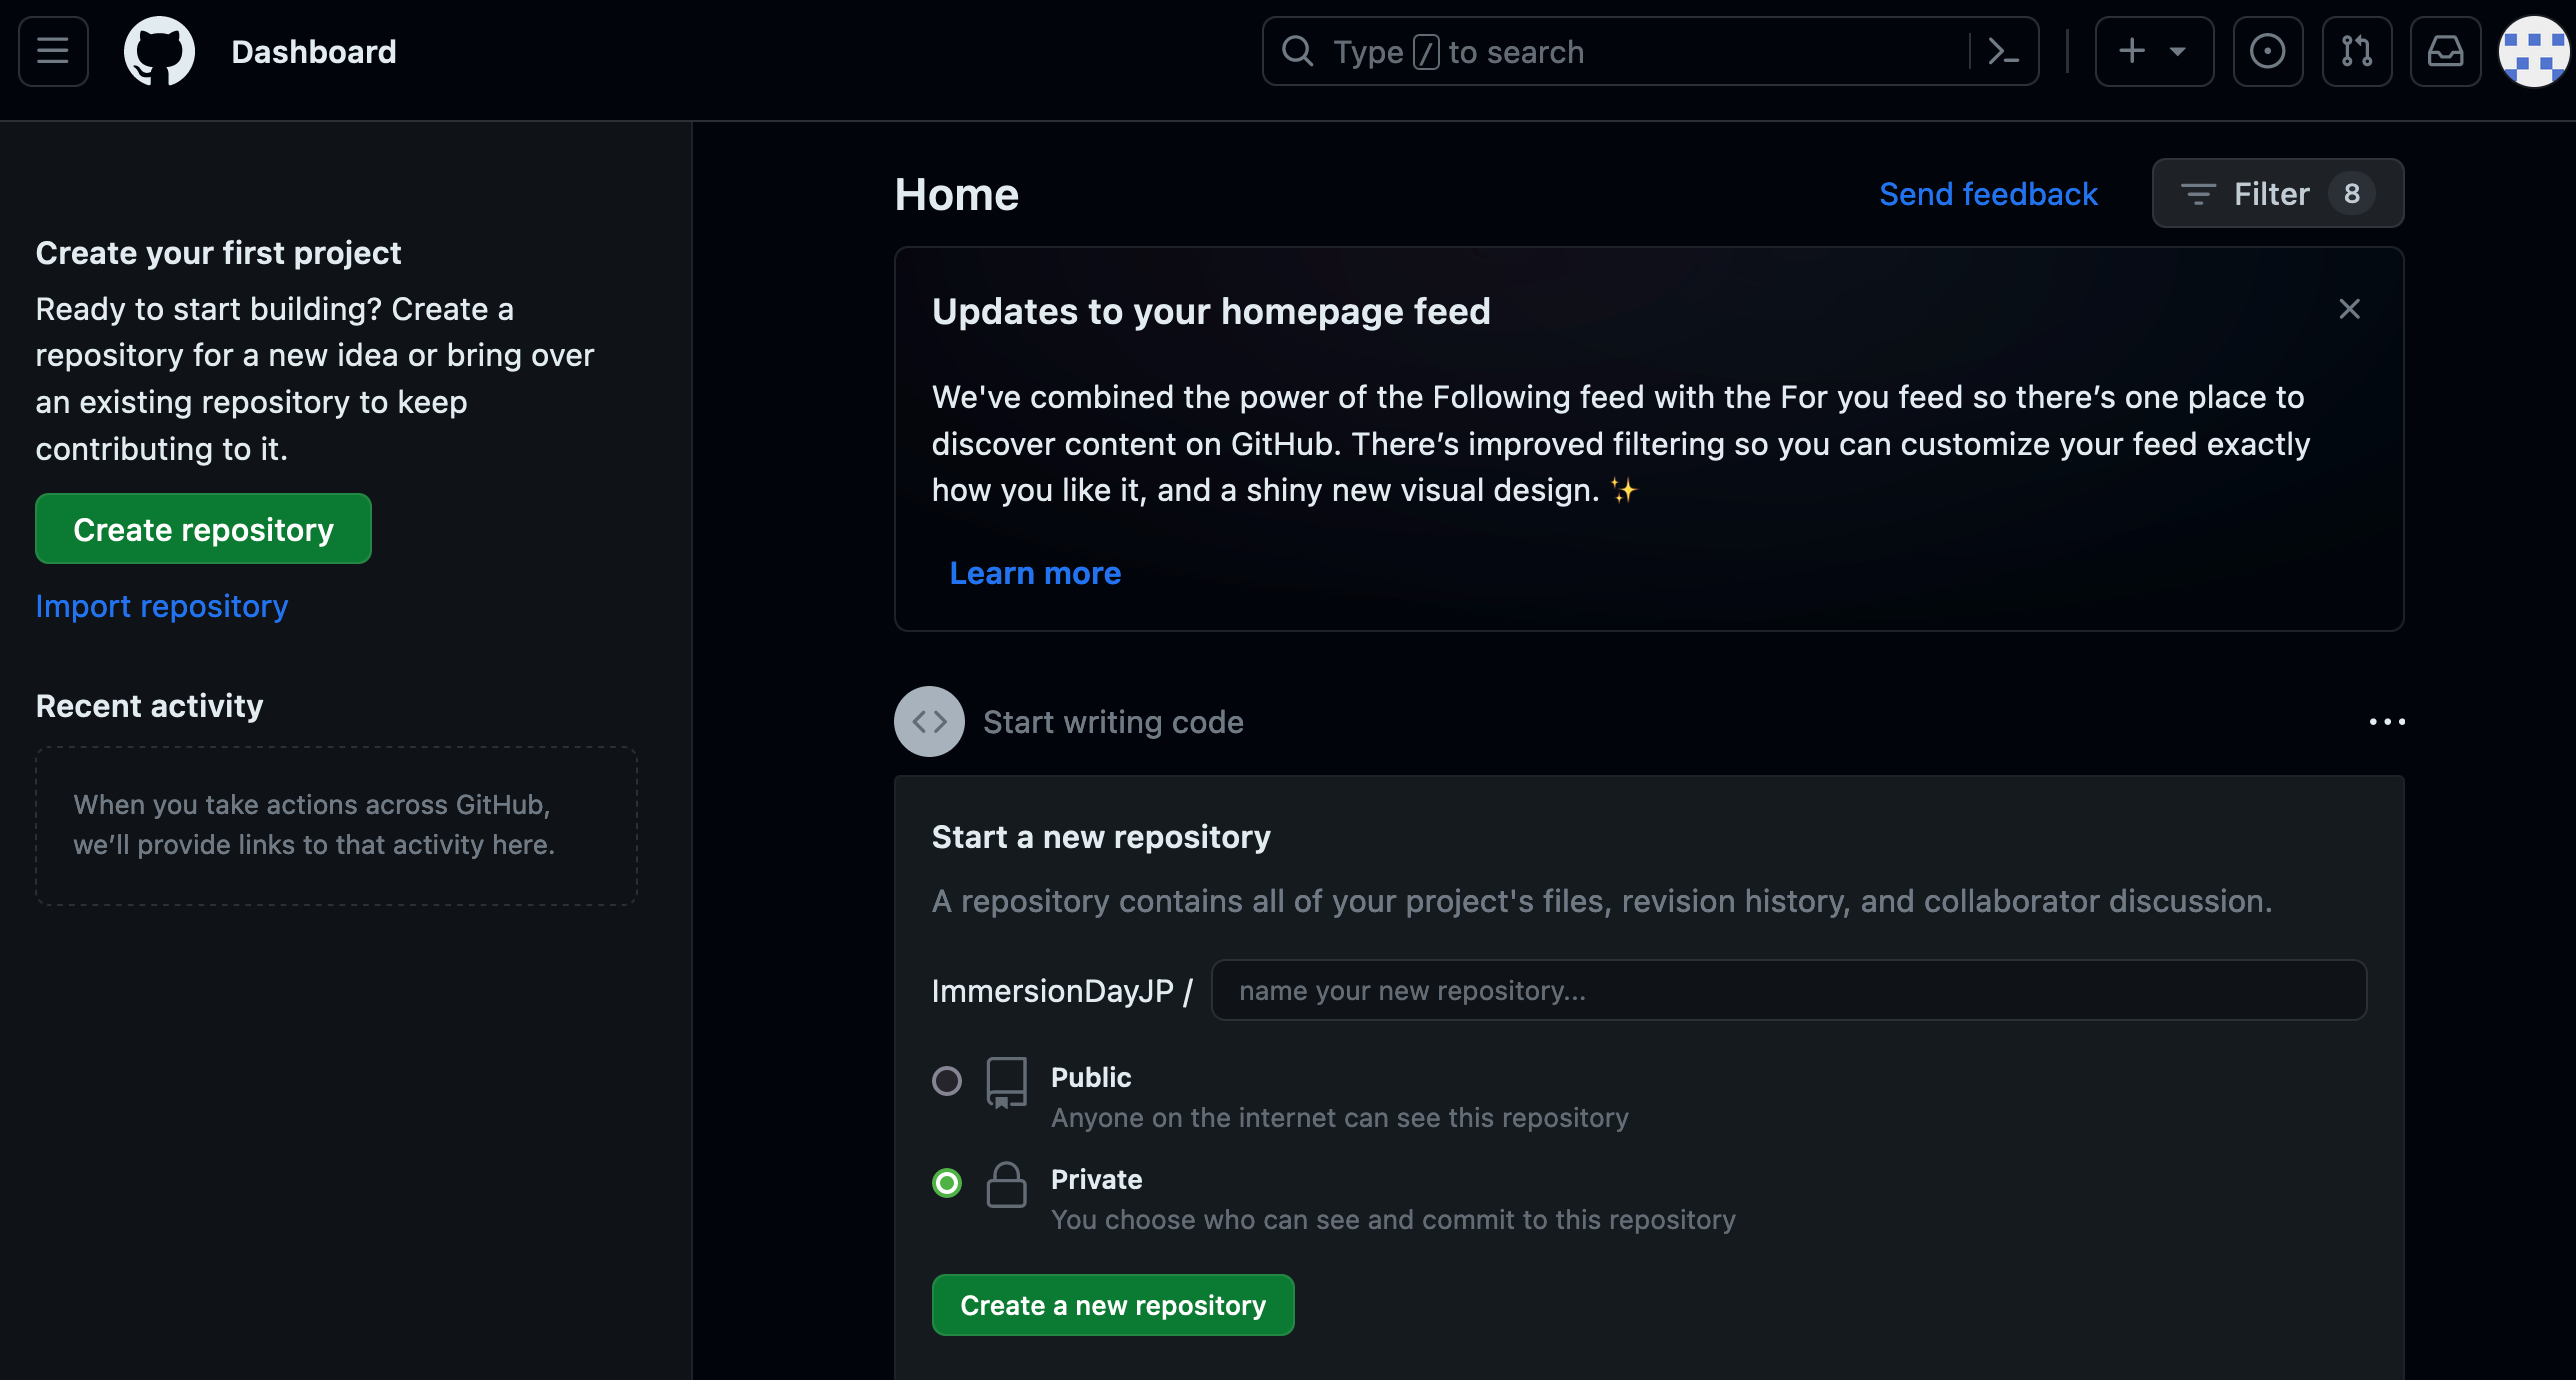 Dashboard
Type / to search
Create your first project
Ready to start building? Create a
repository for a new idea or bring over
an existing repository to keep
contributing to it.
Create repository
Import repository
Recent activity
When you take actions across GitHub,
we’ll provide links to that activity here.
Home
Send feedback
Filter 8
Updates to your homepage feed
We've combined the power of the Following feed with the For you feed so there’s one place to
discover content on GitHub. There’s improved filtering so you can customize your feed exactly
how you like it, and a shiny new visual design. ✨
Learn more
Start writing code
Start a new repository
A repository contains all of your project's files, revision history, and collaborator discussion.
ImmersionDayJP / name your new repository...
Public
Anyone on the internet can see this repository
Private
You choose who can see and commit to this repository
Create a new repository